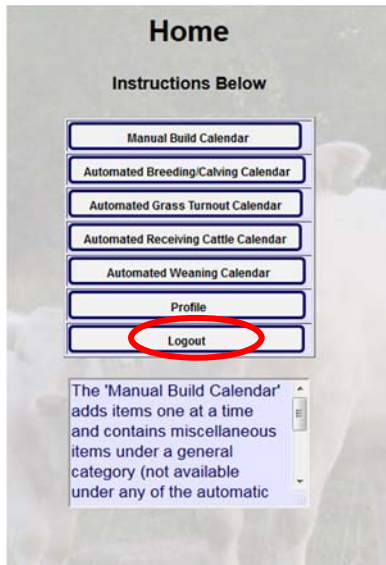 Home
Instructions Below
Manual Build Calendar
Automated Breeding/Calving Calendar
Automated Grass Turnout Calendar
Automated Receiving Cattle Calendar
Automated Weaning Calendar
Profile
Logout
The 'Manual Build Calendar'
adds items one at a time
and contains miscellaneous
items under a general
category (not available
under any of the automatic